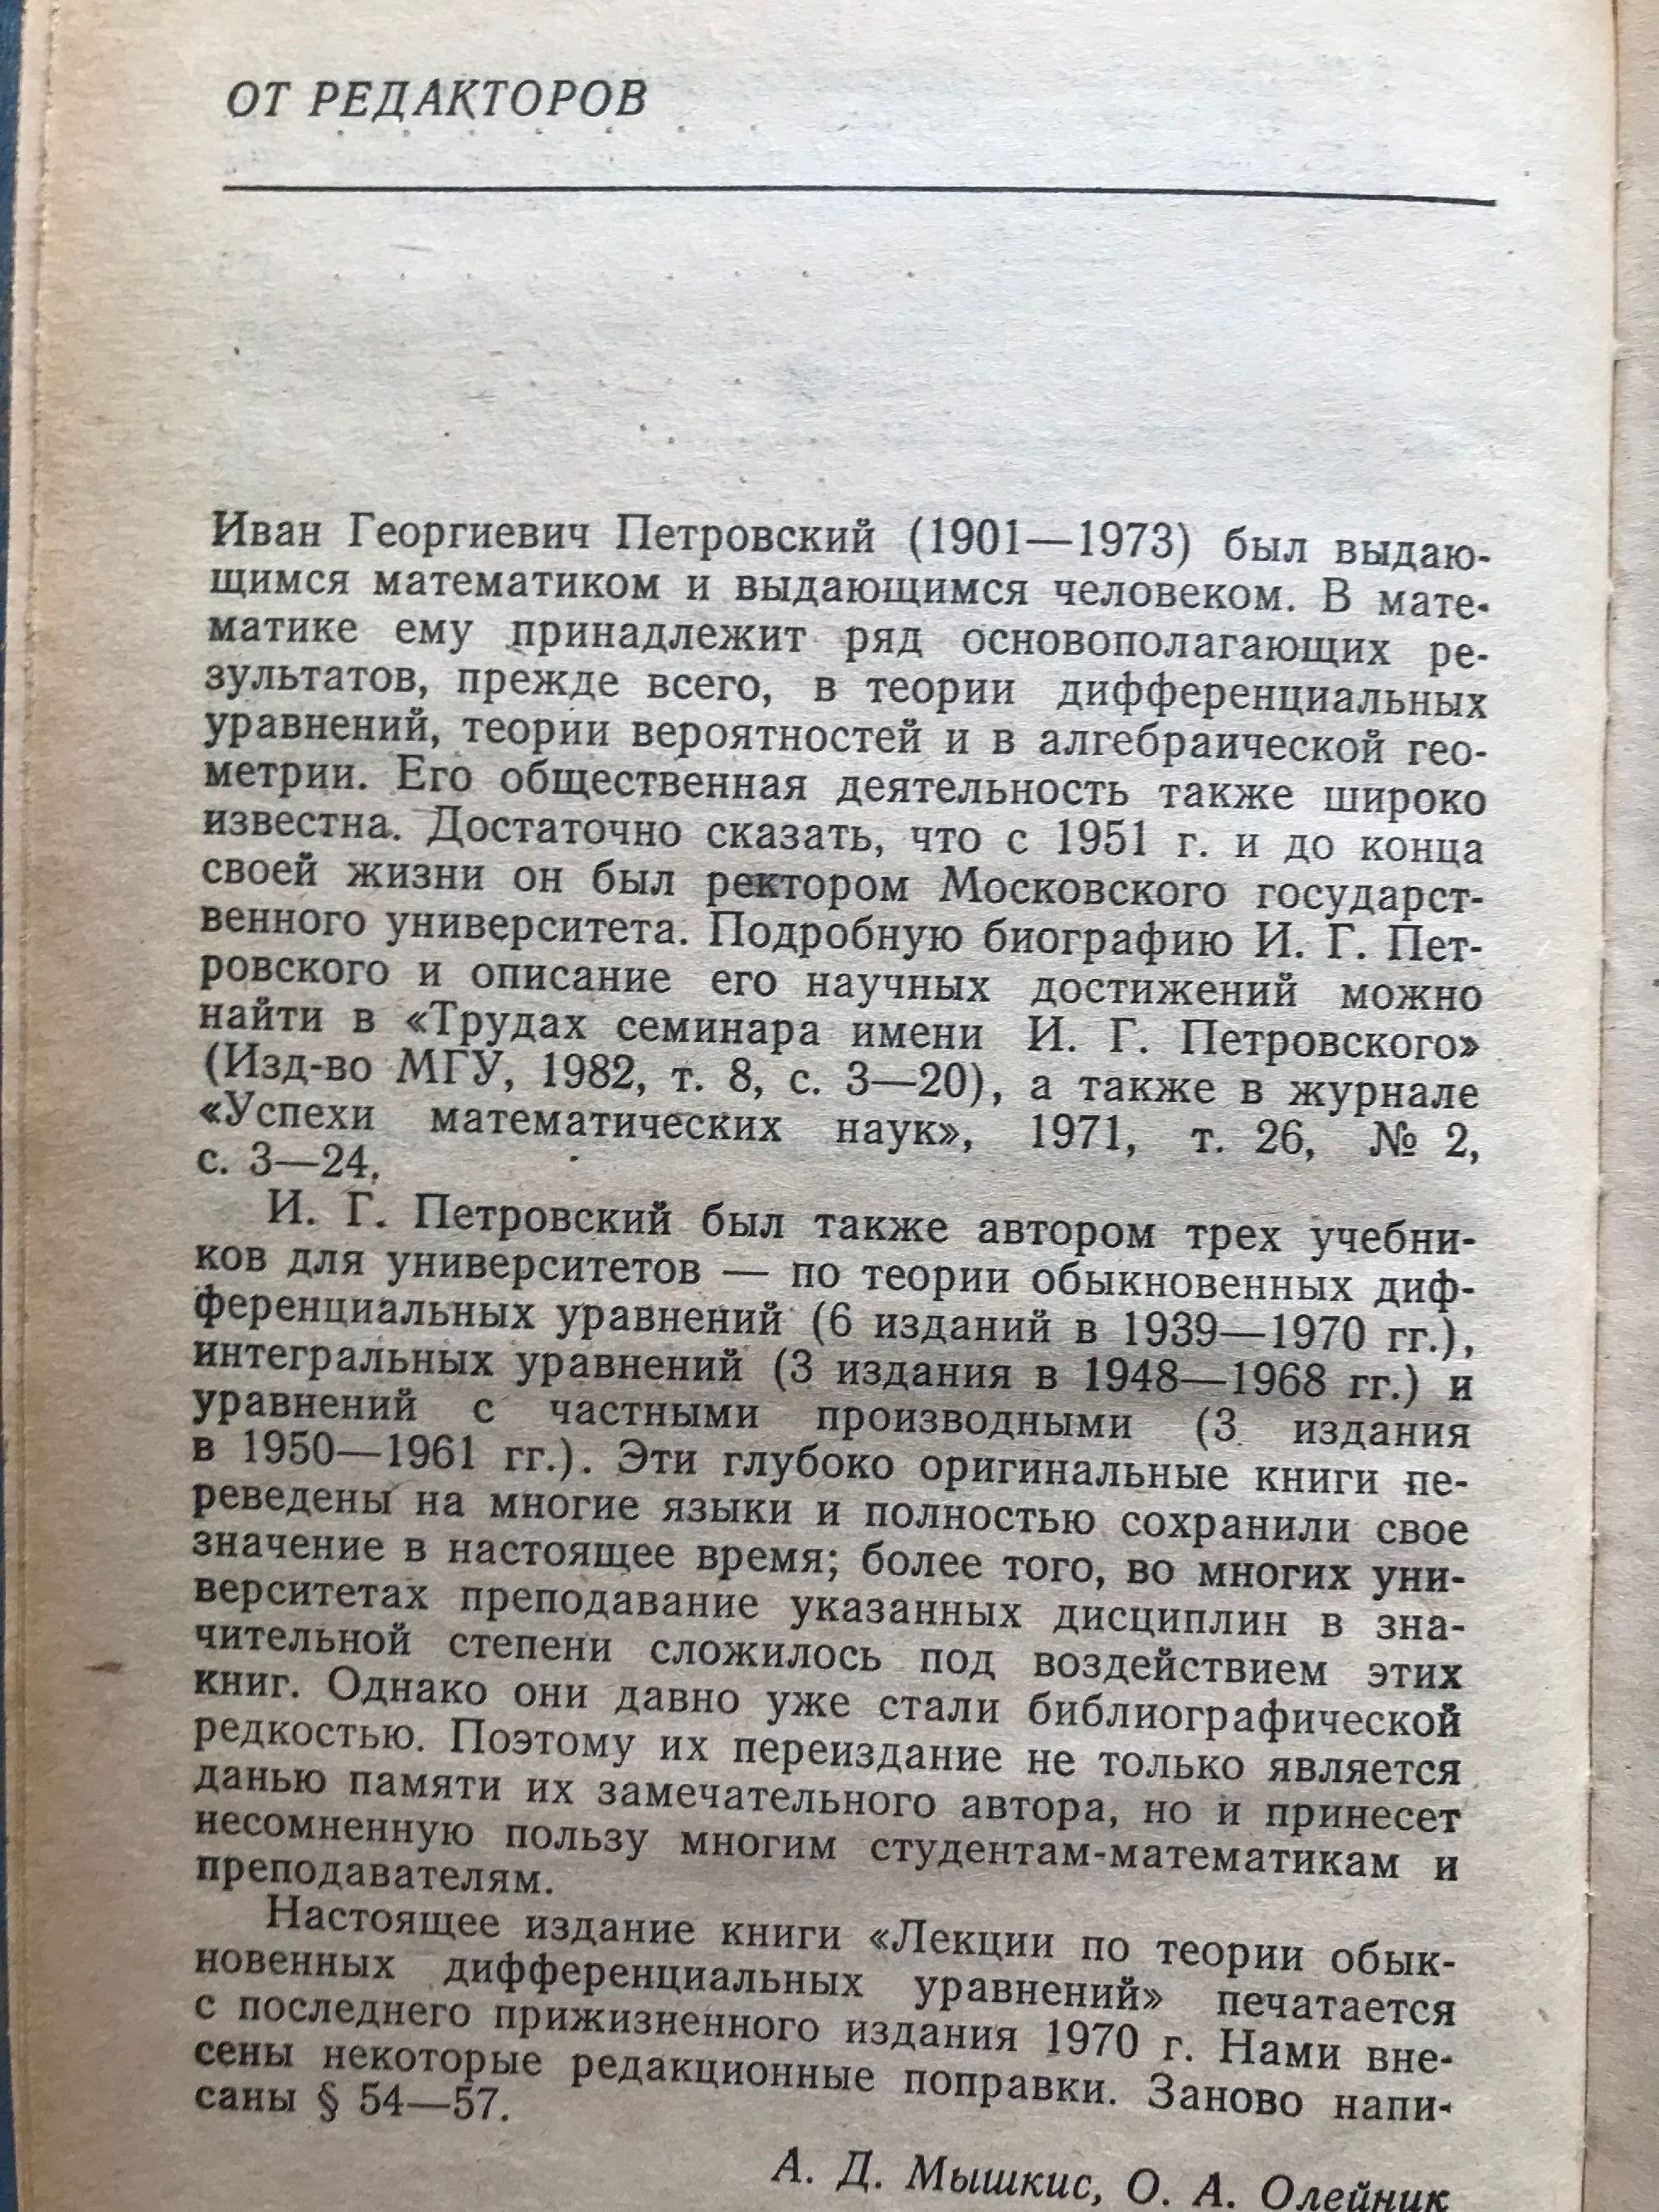 ОТ РЕДАКТОРОВ
Иван Георгиевич Петровский (1901—1973) был выдаю-
щимся математиком и выдающимся человеком. В мате-
матике ему принадлежит ряд основополагающих ре-
зультатов, прежде всего, в теории дифференциальных
уравнений, теории вероятностей и в алгебраической гео-
метрии. Его общественная деятельность также широко
известна. Достаточно сказать, что с 1951 г. и до конца
своей жизни он был ректором Московского государст-
венного университета. Подробную биографию И. Г. Пет-
ровского и описание его научных достижений можно
найти в «Трудах семинара имени И. Г. Петровского»
(Изд-во МГУ, 1982, т. 8, с. 3—20), а также в журнале
«Успехи математических наук», 1971, т. 26, № 2,
с. 3—24.
И. Г. Петровский был также автором трех учебни-
ков для университетов — по теории обыкновенных диф-
ференциальных уравнений (6 изданий в 1939—1970 гг.),
интегральных уравнений (3 издания в 1948—1968 гг.) и
уравнений с частными производными (3 издания
в 1950—1961 гг.). Эти глубоко оригинальные книги пе-
реведены на многие языки и полностью сохранили свое
значение в настоящее время; более того, во многих уни-
верситетах преподавание указанных дисциплин в зна-
чительной степени сложилось под воздействием этих
книг. Однако они давно уже стали библиографической
редкостью. Поэтому их переиздание не только является
данью памяти их замечательного автора, но и принесет
несомненную пользу многим студентам-математикам и
преподавателям.
Настоящее издание книги «Лекции по теории обык-
новенных дифференциальных уравнений» печатается
с последнего прижизненного издания 1970 г. Нами вне-
сены некоторые редакционные поправки. Заново напи-
саны § 54—57.
А. Д. Мышкис, О. А. Олейник